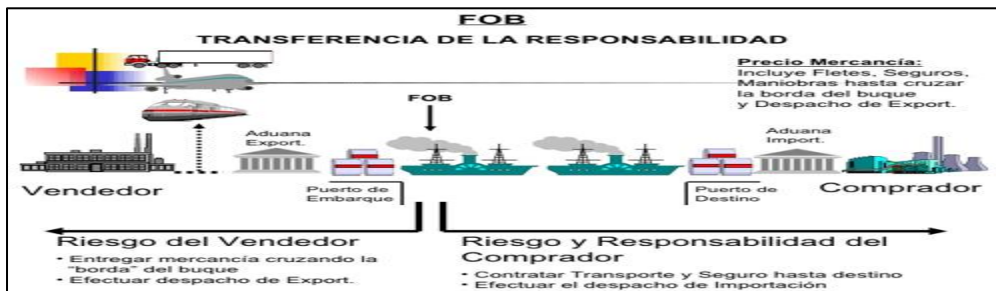 FOB
TRANSFERENCIA DE LA RESPONSABILIDAD
Precio Mercancía:
Incluye Fletes, Seguros,
Maniobras hasta cruzar
la borda del buque
y Despacho de Export.
FOB
Aduana
Export.
Aduana
Import.
Vendedor
Puerto de
Embarque
Puerto de
Destino
Comprador
Riesgo del Vendedor
• Entregar mercancía cruzando la
"borda" del buque
• Efectuar despacho de Export.
Riesgo y Responsabilidad del
Comprador
• Contratar Transporte y Seguro hasta destino
• Efectuar el despacho de Importación